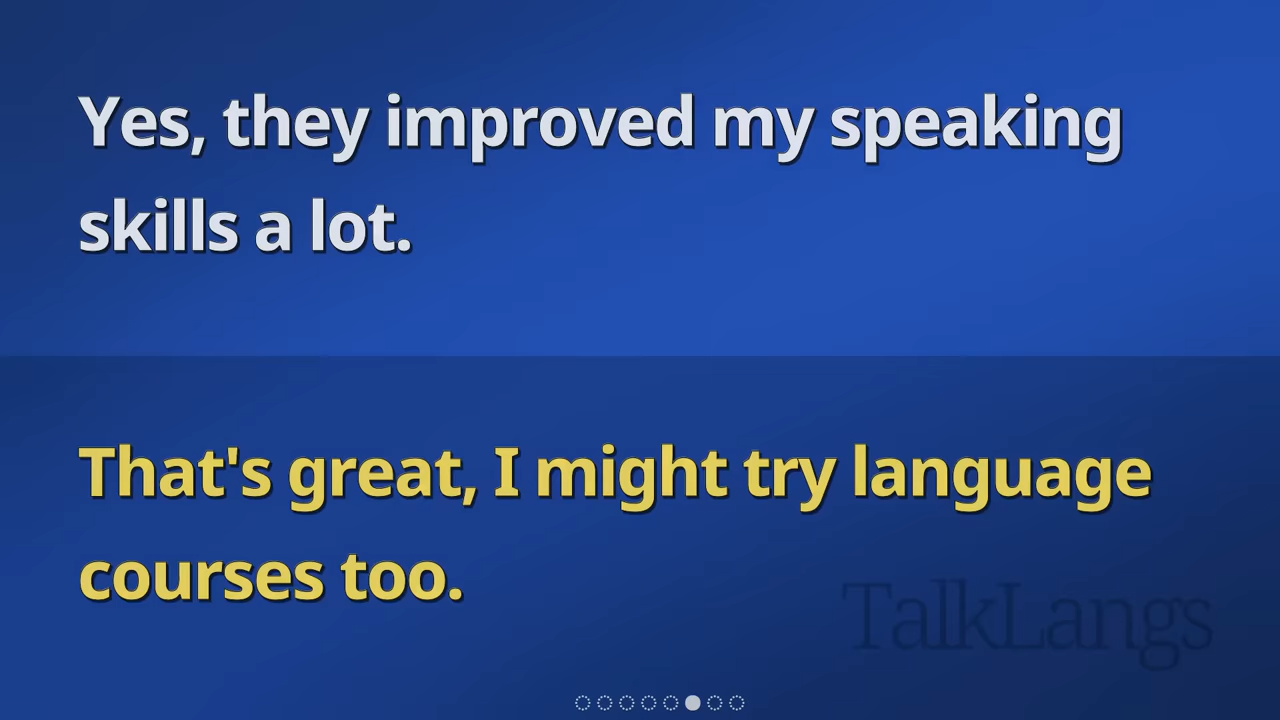 Yes, they improved my speaking
skills a lot.
That's great, I might try language
courses too.
TalkLangs